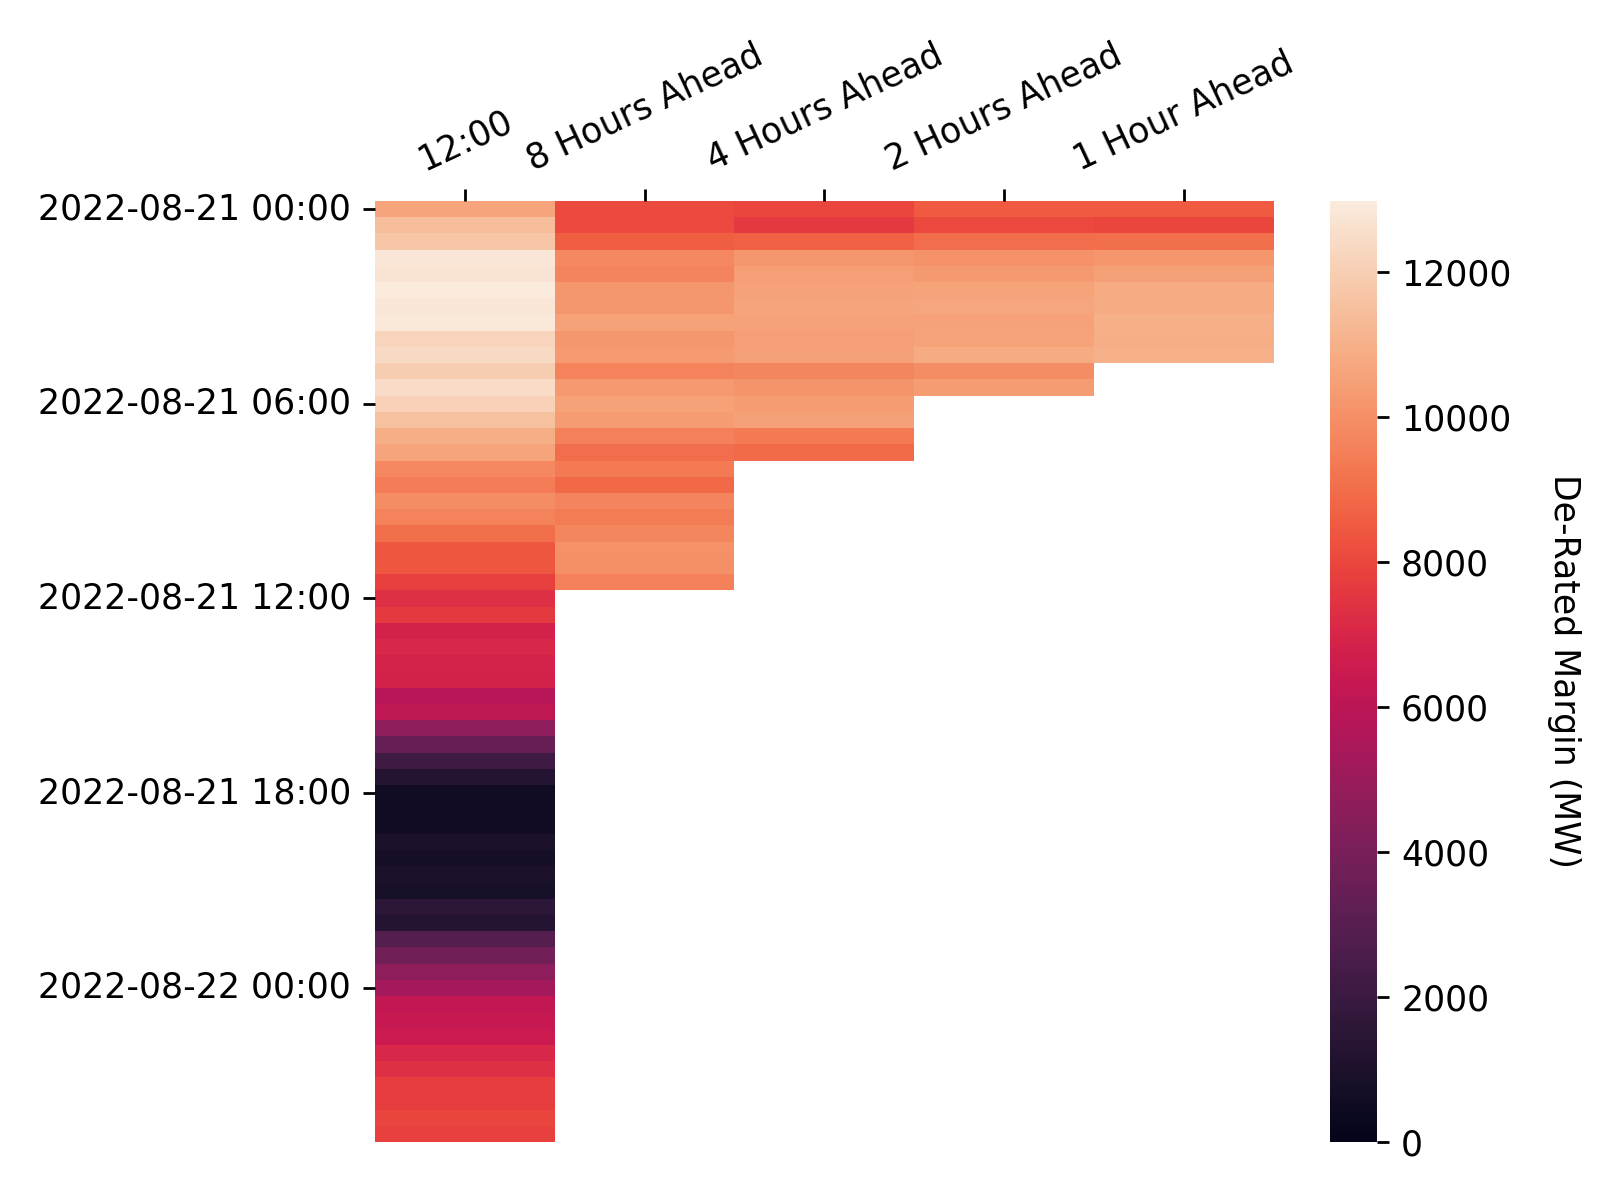 12:00
8 Hours Ahead
4 Hours Ahead
2 Hours Ahead
1 Hour Ahead
2022-08-21 00:00
2022-08-21 06:00
2022-08-21 12:00
2022-08-21 18:00
2022-08-22 00:00
12000
10000
8000
6000
4000
2000
0
De-Rated Margin (MW)